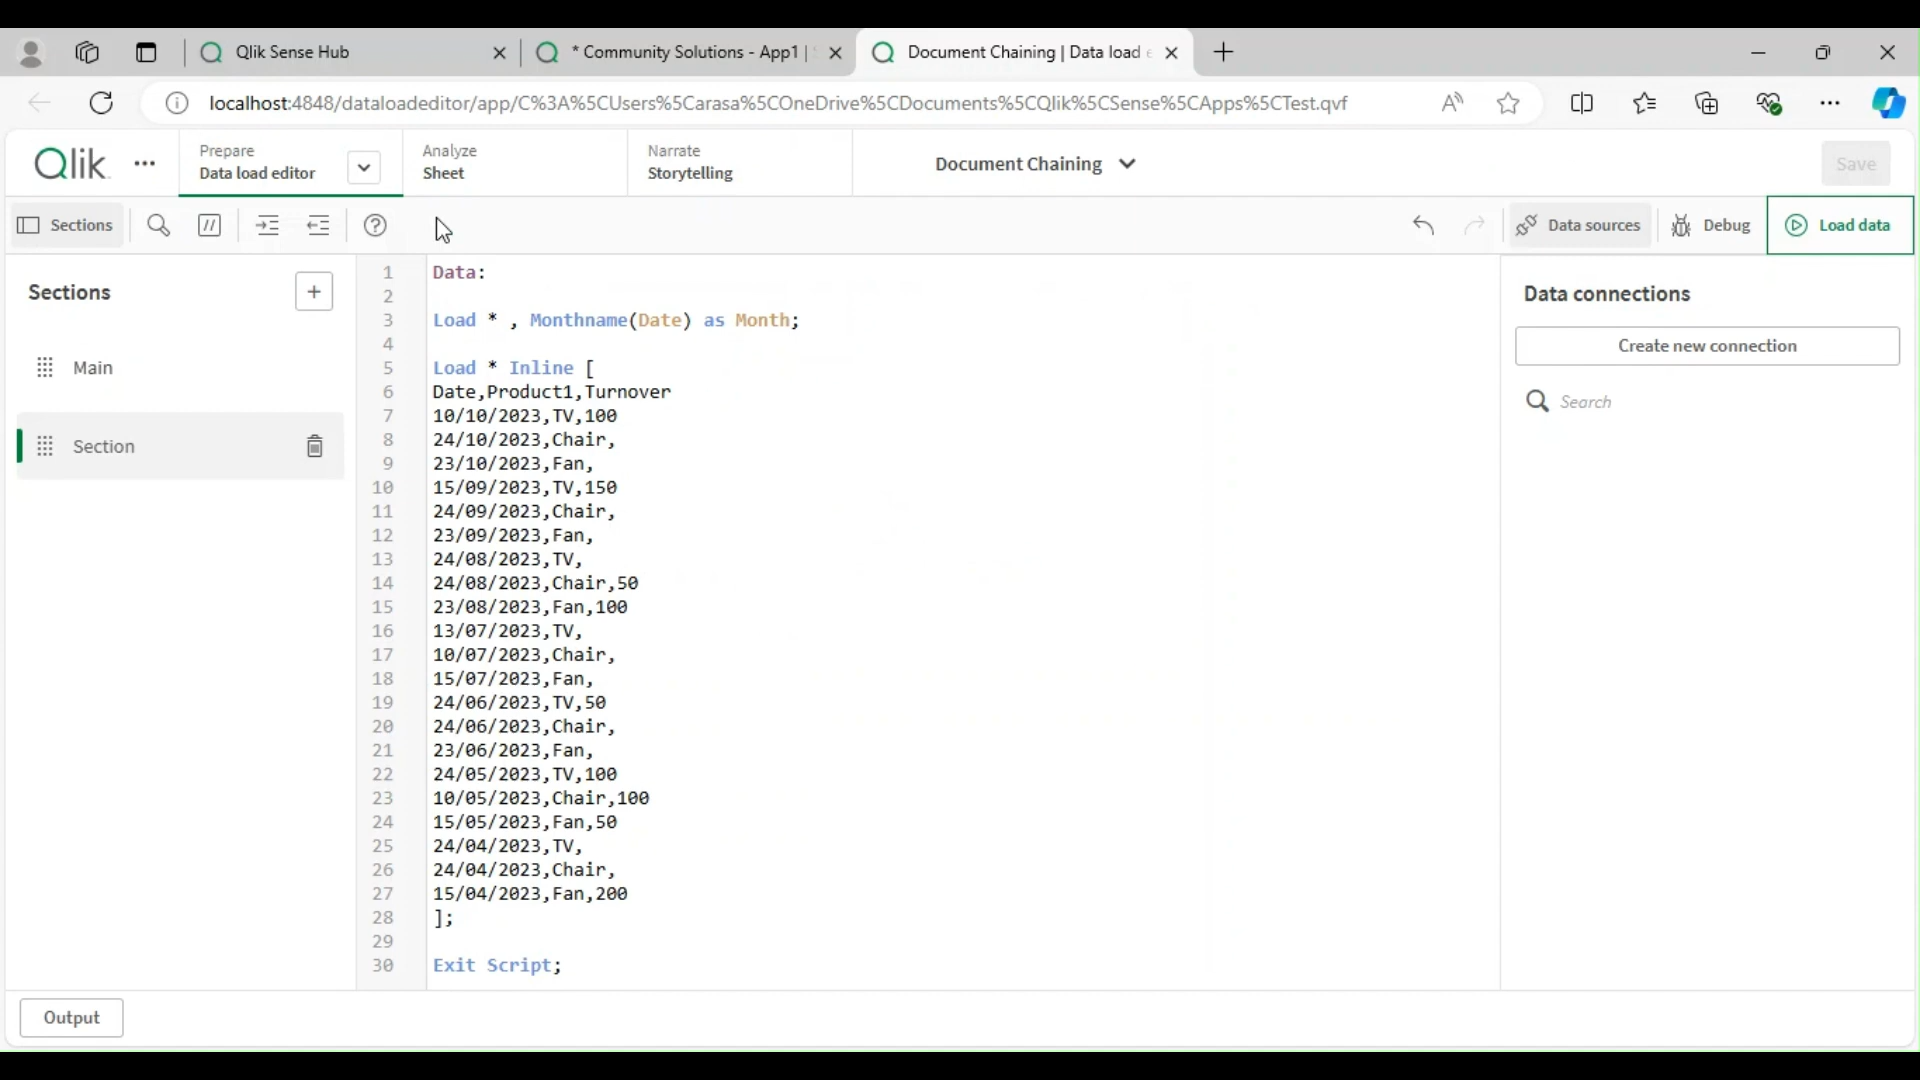 Qlik Sense Hub
* Community Solutions - App1 |
Document Chaining | Data load
localhost:4848/dataloadeditor/app/C%3A%5CUsers%5Carasa%5COneDrive%5CDocuments%5CQlik%5CSense%5CApps%5CTest.qvf
Qlik
Prepare
Data load editor
Analyze
Sheet
Narrate
Storytelling
Document Chaining
Save
Sections
//
Data sources
Debug
Load data
Sections
Main
Section
1 Data:
2
3 Load * , Monthname(Date) as Month;
4
5 Load * Inline [
6 Date,Product1,Turnover
7 10/10/2023,TV,100
8 24/10/2023,Chair,
9 23/10/2023,Fan,
10 15/09/2023,TV,150
11 24/09/2023,Chair,
12 23/09/2023,Fan,
13 24/08/2023,TV,
14 24/08/2023,Chair,50
15 23/08/2023,Fan,100
16 13/07/2023,TV,
17 10/07/2023,Chair,
18 15/07/2023,Fan,
19 24/06/2023,TV,50
20 24/06/2023,Chair,
21 23/06/2023,Fan,
22 24/05/2023,TV,100
23 10/05/2023,Chair,100
24 15/05/2023,Fan,50
25 24/04/2023,TV,
26 24/04/2023,Chair,
27 15/04/2023,Fan,200
28 ];
29
30 Exit Script;
Data connections
Create new connection
Search
Output